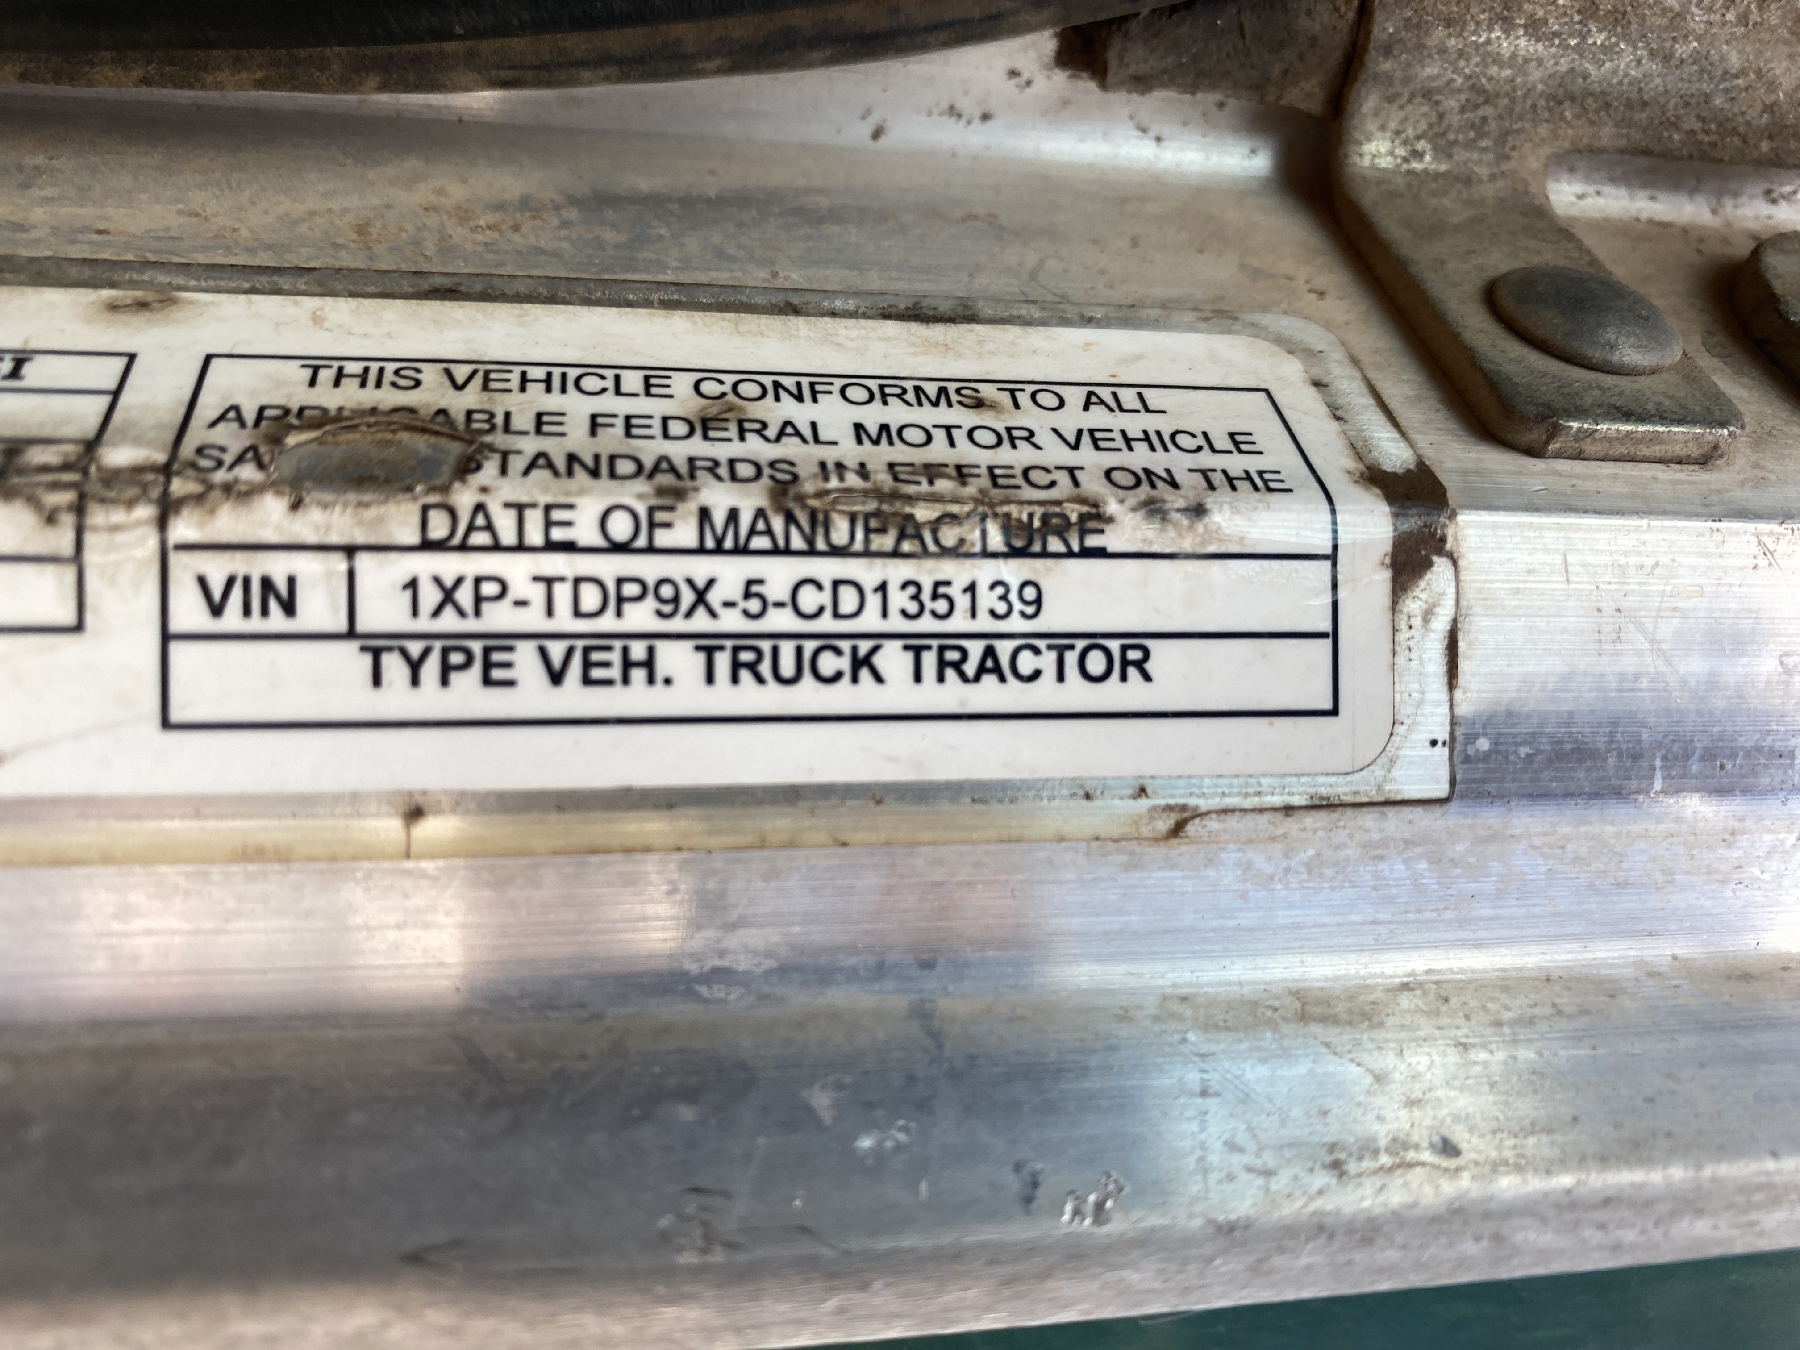 THIS VEHICLE CONFORMS TO ALL
APPLICABLE FEDERAL MOTOR VEHICLE
STANDARDS IN EFFECT ON THE
DATE OF MANUFACTURE
VIN 1XP-TDP9X-5-CD135139
TYPE VEH. TRUCK TRACTOR